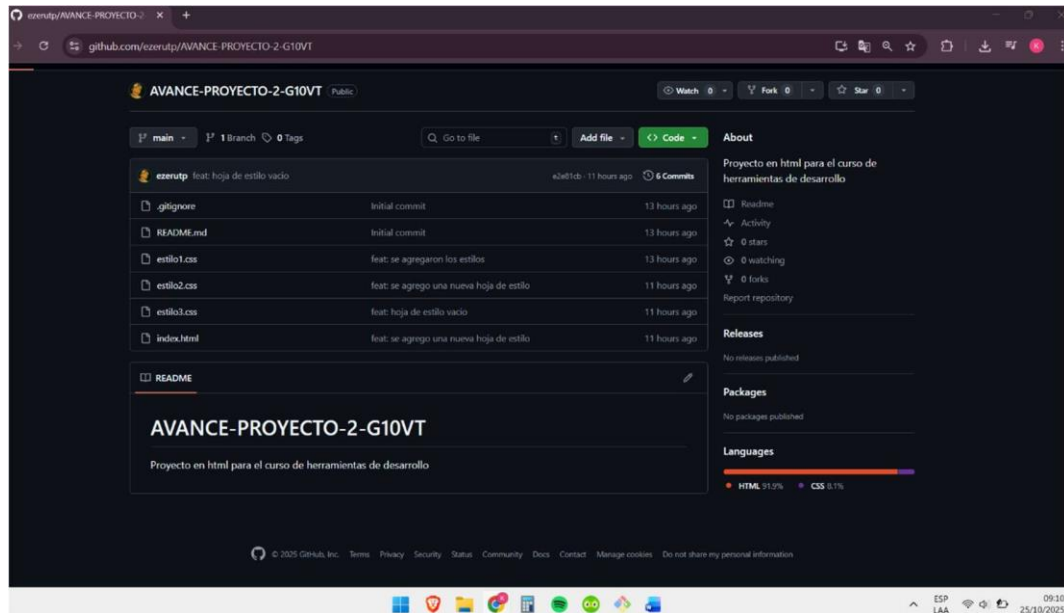 ezerutp/AVANCE-PROYECTO-2-
github.com/ezerutp/AVANCE-PROYECTO-2-G10VT
AVANCE-PROYECTO-2-G10VT Public
Watch 0 Fork 0 Star 0
main 1 Branch 0 Tags Go to file t Add file Code
About
Proyecto en html para el curso de
herramientas de desarrollo
ezerutp feat: hoja de estilo vacio e2e81cb · 11 hours ago 6 Commits
.gitignore Initial commit 13 hours ago
README.md Initial commit 13 hours ago
estilo1.css feat: se agregaron los estilos 13 hours ago
estilo2.css feat: se agrego una nueva hoja de estilo 11 hours ago
estilo3.css feat: hoja de estilo vacio 11 hours ago
index.html feat: se agrego una nueva hoja de estilo 11 hours ago
Readme
Activity
0 stars
0 watching
0 forks
Report repository
Releases
No releases published
Packages
No packages published
Languages
HTML 91.9% CSS 8.1%
README
AVANCE-PROYECTO-2-G10VT
Proyecto en html para el curso de herramientas de desarrollo
© 2025 GitHub, Inc. Terms Privacy Security Status Community Docs Contact Manage cookies Do not share my personal information
ESP
LAA